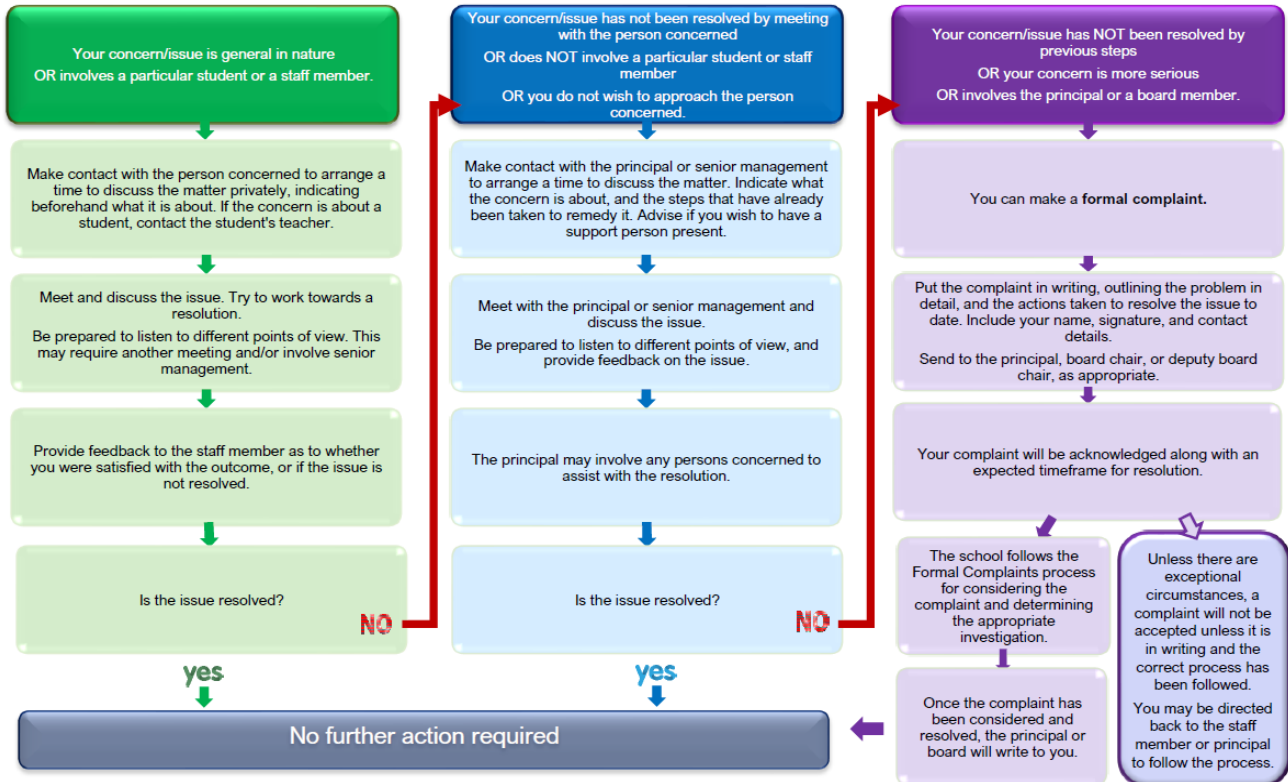 Your concern/issue is general in nature
OR involves a particular student or a staff member.
Make contact with the person concerned to arrange a
time to discuss the matter privately, indicating
beforehand what it is about. If the concern is about a
student, contact the student's teacher.
Meet and discuss the issue. Try to work towards a
resolution.
Be prepared to listen to different points of view. This
may require another meeting and/or involve senior
management.
Provide feedback to the staff member as to whether
you were satisfied with the outcome, or if the issue is
not resolved.
Is the issue resolved?
NO
yes
Your concern/issue has not been resolved by meeting
with the person concerned
OR does NOT involve a particular student or staff
member
OR you do not wish to approach the person
concerned.
Make contact with the principal or senior management
to arrange a time to discuss the matter. Indicate what
the concern is about, and the steps that have already
been taken to remedy it. Advise if you wish to have a
support person present.
Meet with the principal or senior management and
discuss the issue.
Be prepared to listen to different points of view, and
provide feedback on the issue.
The principal may involve any persons concerned to
assist with the resolution.
Is the issue resolved?
NO
yes
Your concern/issue has NOT been resolved by
previous steps
OR your concern is more serious
OR involves the principal or a board member.
You can make a formal complaint.
Put the complaint in writing, outlining the problem in
detail, and the actions taken to resolve the issue to
date. Include your name, signature, and contact
details.
Send to the principal, board chair, or deputy board
chair, as appropriate.
Your complaint will be acknowledged along with an
expected timeframe for resolution.
The school follows the
Formal Complaints process
for considering the
complaint and determining
the appropriate
investigation.
Once the complaint has
been considered and
resolved, the principal or
board will write to you.
Unless there are
exceptional
circumstances, a
complaint will not be
accepted unless it is
in writing and the
correct process has
been followed.
You may be directed
back to the staff
member or principal
to follow the process.
No further action required